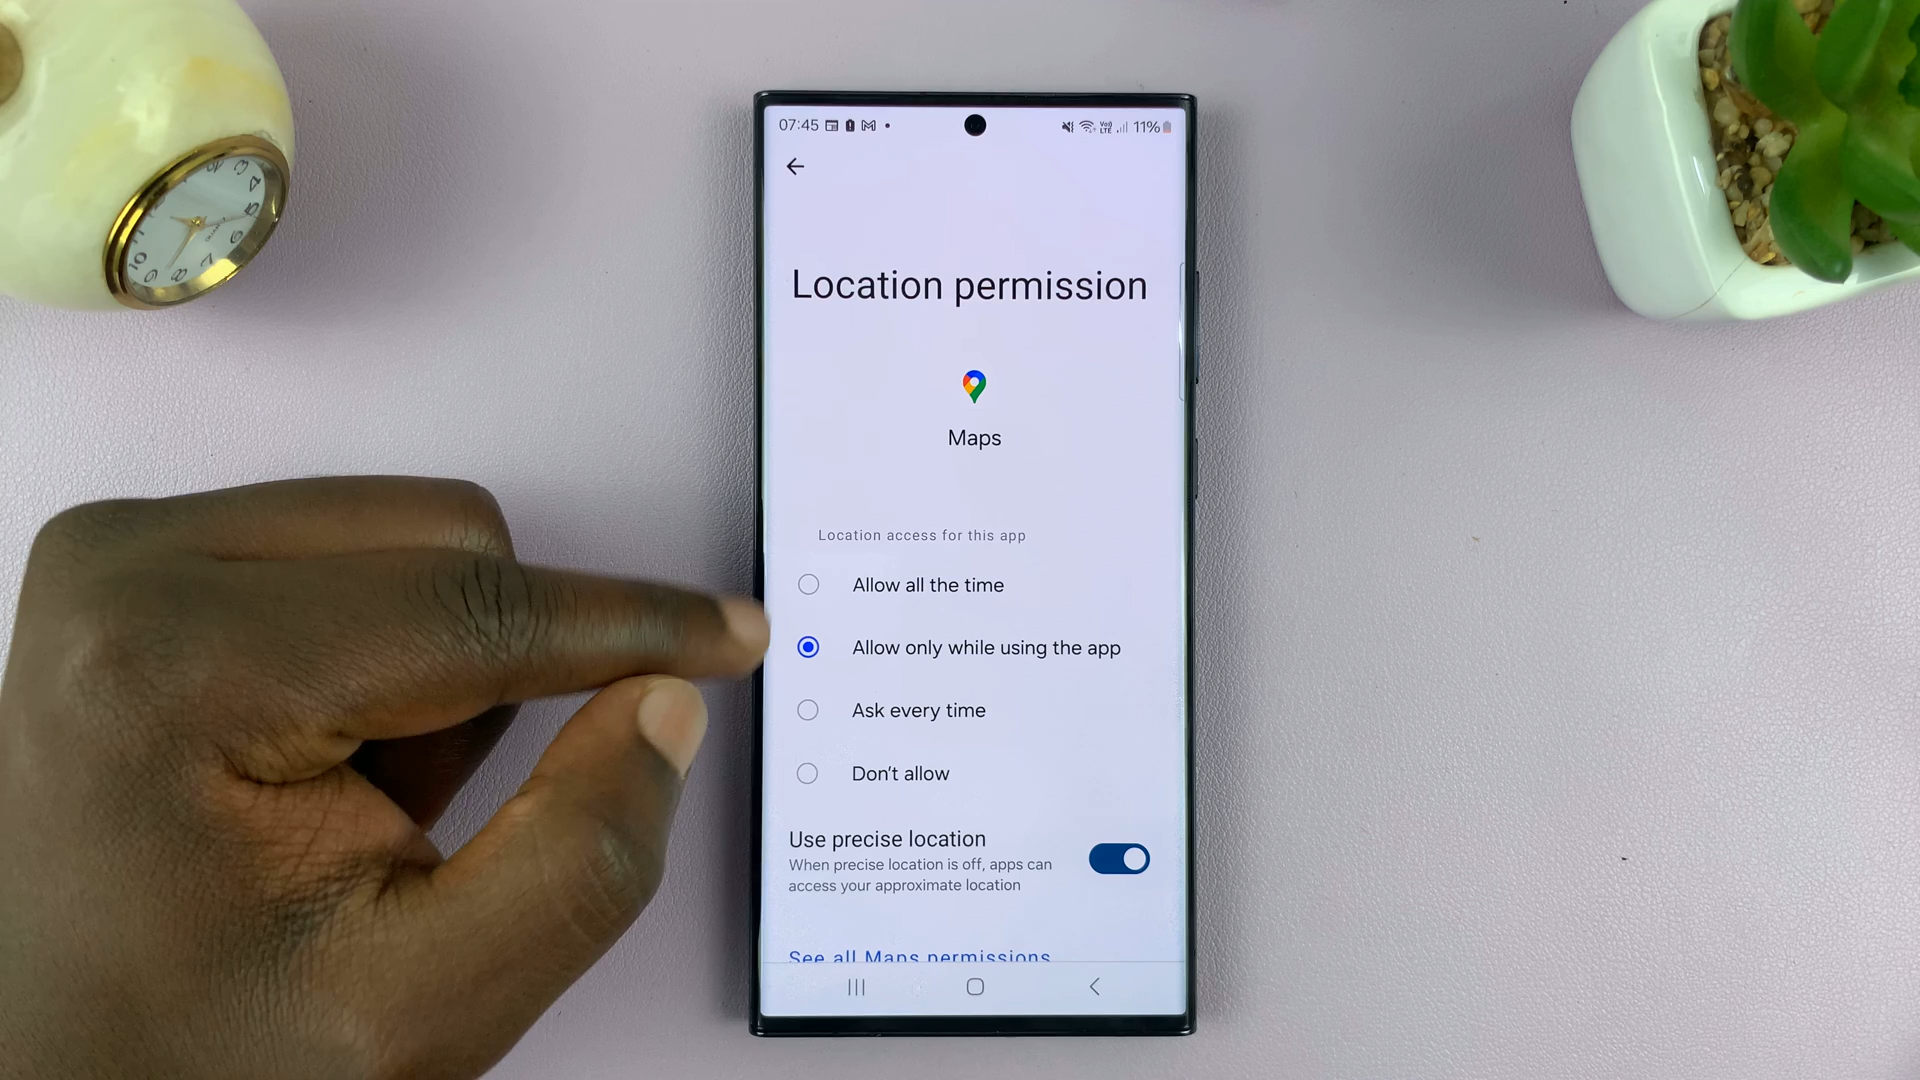 07:45
11%
Location permission
Maps
Location access for this app
Allow all the time
Allow only while using the app
Ask every time
Don't allow
Use precise location
When precise location is off, apps can
access your approximate location
See all Maps permissions